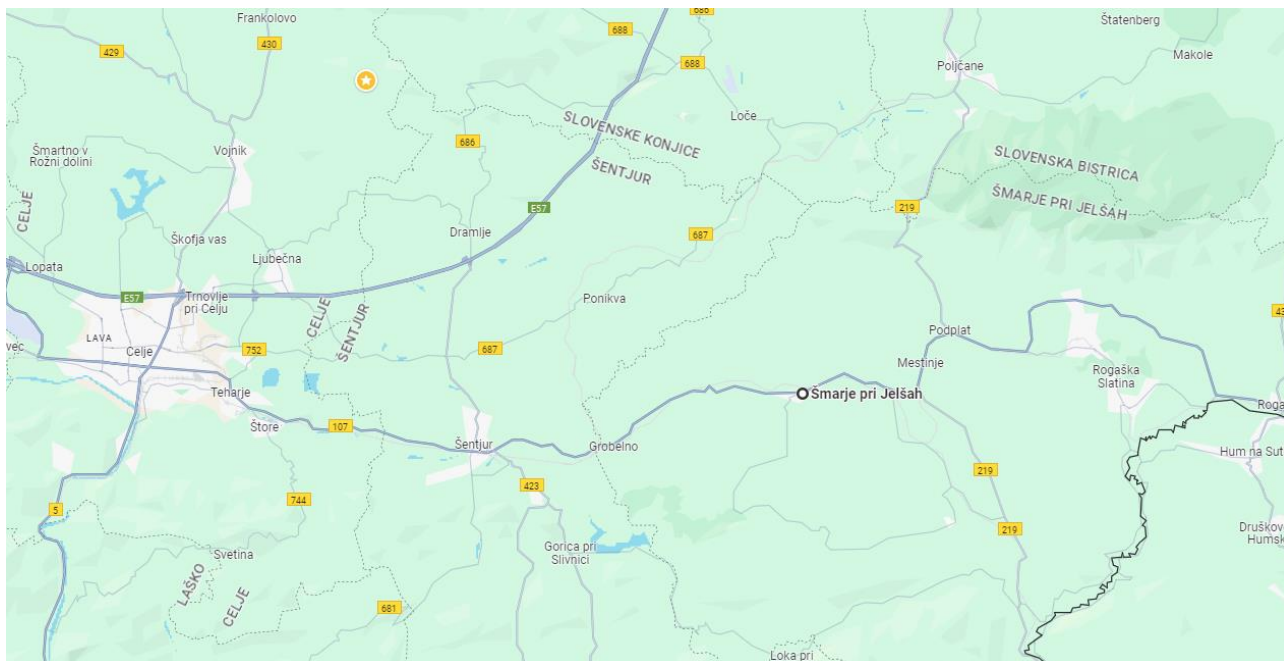 686
Frankolovo
Štatenberg
688
430
429
Makole
688
Poljčane
Loče
SLOVENSKE KONJICE
686
Šmartno v
Rožni dolini
Vojnik
SLOVENSKA BISTRICA
ŠENTJUR
CELJE
ŠMARJE PRI JELŠAH
E57
219
Dramlje
687
Škofja vas
Ljubečna
Lopata
E57
Trnovlje
pri Celju
Ponikva
CELJE
ŠENTJUR
43
LAVA
Podplat
vec
Celje
752
687
Mestinje
Rogaška
Slatina
Teharje
Šmarje pri Jelšah
Roga
Štore
107
Šentjur
Grobelno
Hum na Sut
219
423
744
5
219
Druškove
Humsk
Gorica pri
Slivnici
Svetina
LAŠKO
CELJE
681
Loka pri